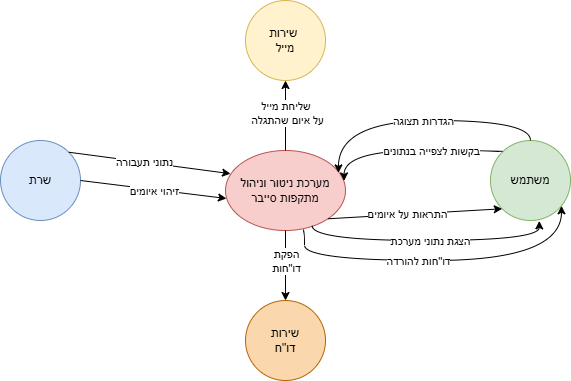 שירות
מייל
שליחת מייל
על איום שהתגלה
הגדרות תצוגה
בקשות לצפייה בנתונים
משתמש
מערכת ניטור וניהול
מתקפות סייבר
נתוני תעבורה
זיהוי איומים
שרת
התראות על איומים
הצגת נתוני מערכת
דו"חות להורדה
הפקת
דו"חות
שירות
דו"ח